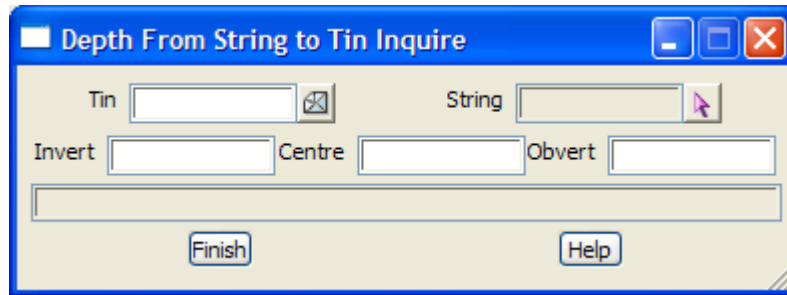 Depth From String to Tin Inquire
Tin String
Invert Centre Obvert
Finish Help